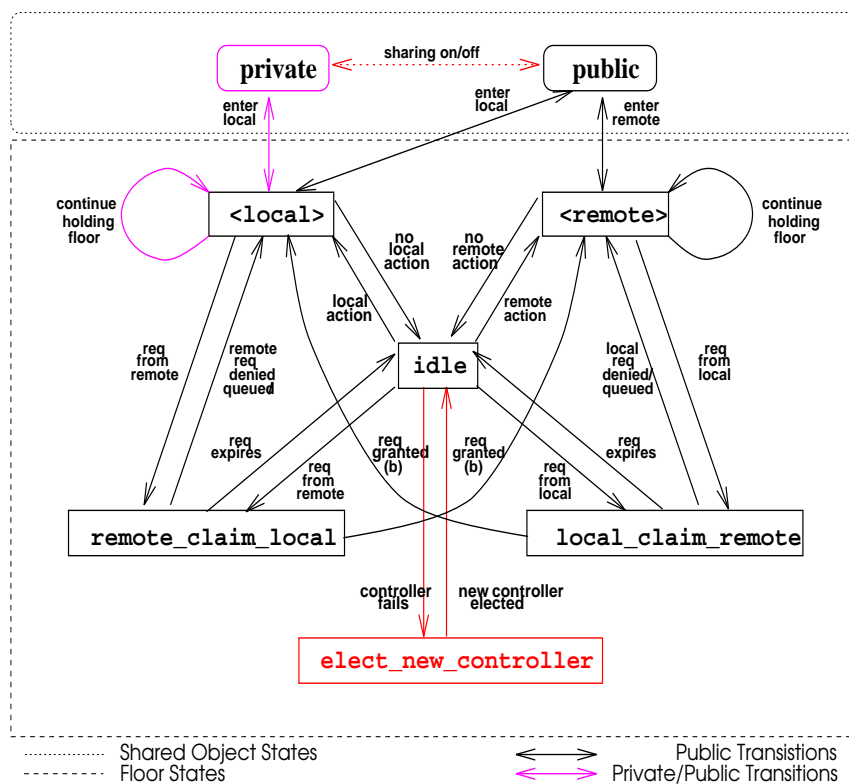 sharing on/off
private
public
enter
local
enter
local
enter
remote
continue
holding
floor
<local>
<remote>
continue
holding
floor
no
local
action
no
remote
action
local
action
remote
action
req
from
remote
remote
req
denied
queued/
idle
local
req
denied/
queued
req
from
local
req
expires
req
from
remote
req
granted
(b)
req
granted
(b)
req
from
local
req
expires
remote_claim_local
local_claim_remote
controller
fails
new controller
elected
elect_new_controller
Shared Object States
Public Transistions
Floor States
Private/Public Transitions